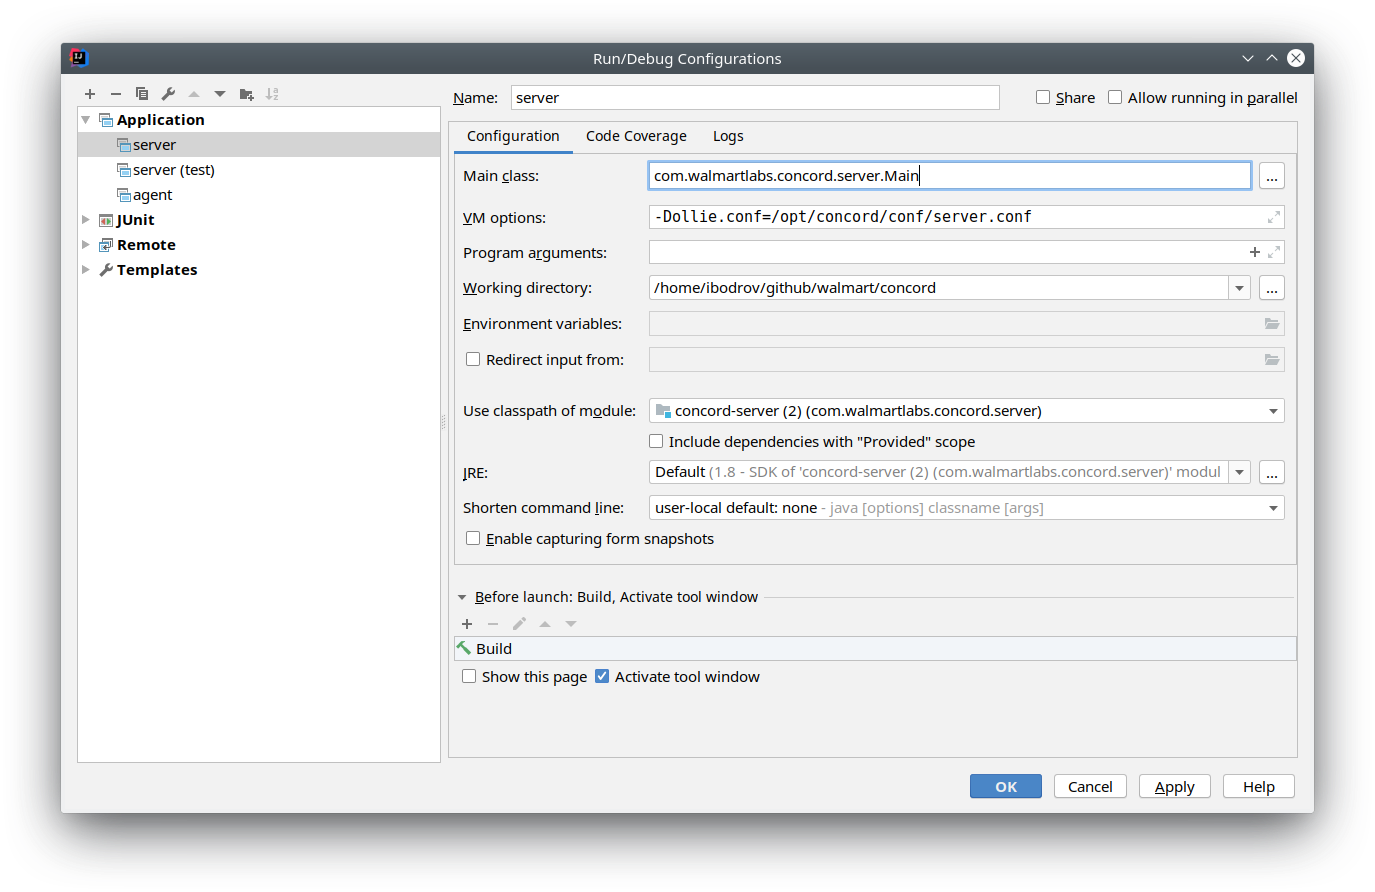 Run/Debug Configurations
Application
server
server (test)
agent
JUnit
Remote
Templates
Name: server Share Allow running in parallel
Configuration Code Coverage Logs
Main class: com.walmartlabs.concord.server.Main ...
VM options: -Dollie.conf=/opt/concord/conf/server.conf
Program arguments:
Working directory: /home/ibodrov/github/walmart/concord ...
Environment variables:
Redirect input from:
Use classpath of module: concord-server (2) (com.walmartlabs.concord.server)
Include dependencies with "Provided" scope
JRE: Default (1.8 - SDK of 'concord-server (2) (com.walmartlabs.concord.server)' modul ...
Shorten command line: user-local default: none - java [options] classname [args]
Enable capturing form snapshots
Before launch: Build, Activate tool window
Build
Show this page Activate tool window
OK Cancel Apply Help